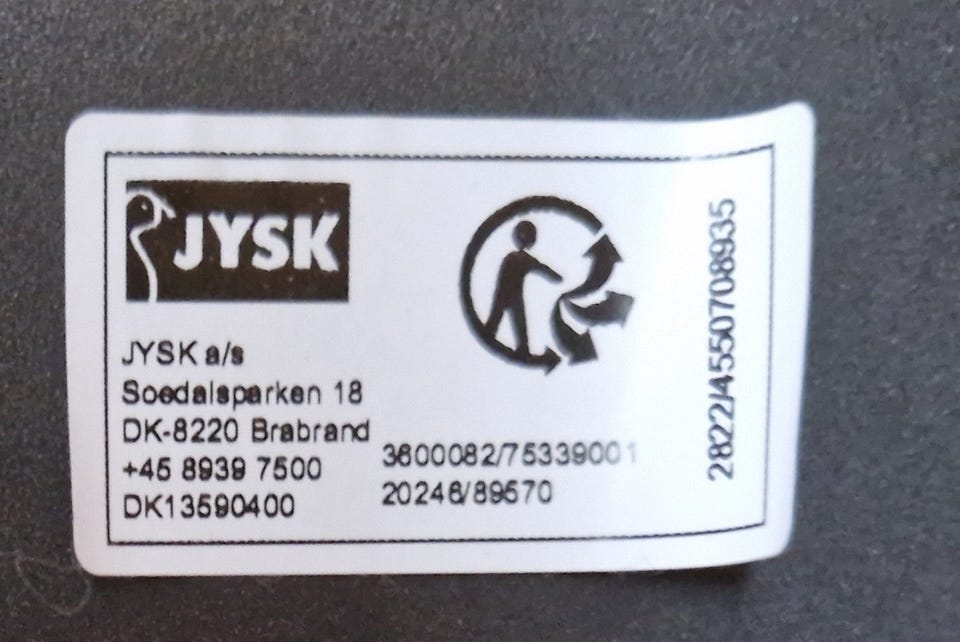 JYSK
JYSK a/s
Soedalsparken 18
DK-8220 Brabrand
+45 8939 7500
DK13590400
3600082/75339001
20246/89570
2822/4550708935